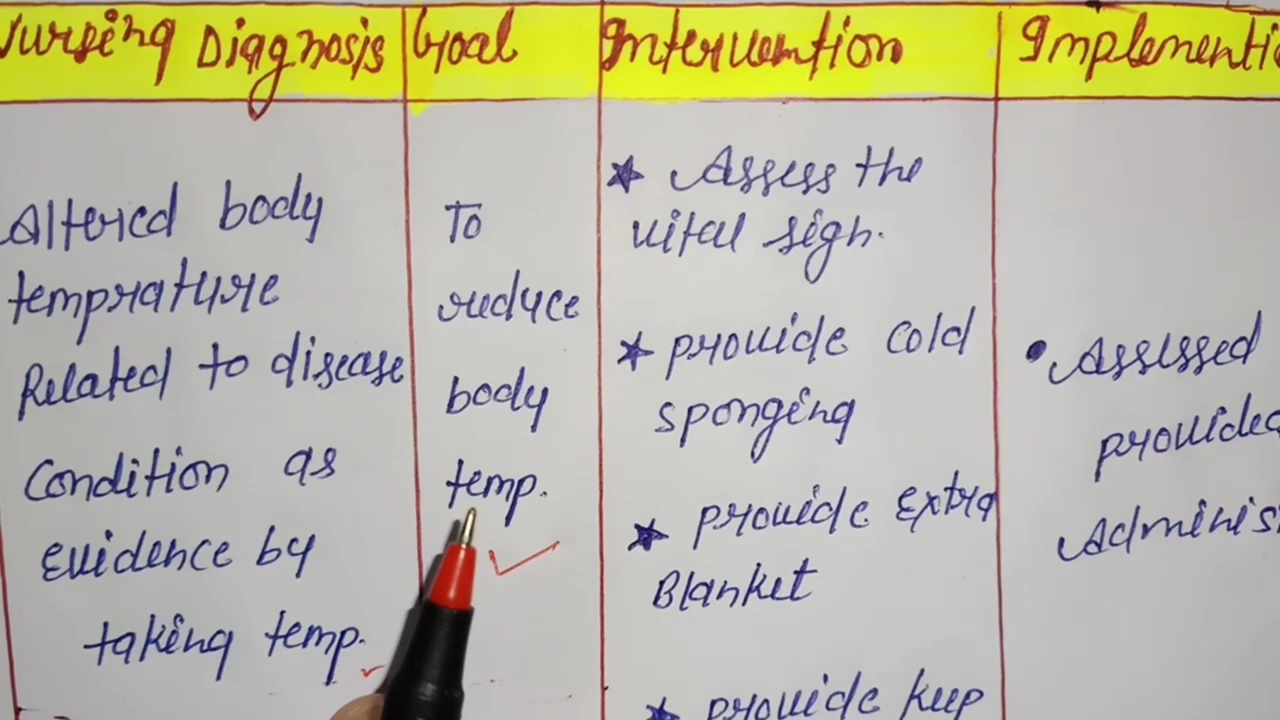 Nursing Diagnosis
Altered body
temprature
Related to disease
Condition as
evidence by
taking temp.
Goal
To
reduce
body
temp.
Intervention
★ Assess the
vital sign.
★ provide cold
sponging
★ provide extra
Blanket
★ provide keep
Implementi
• Assessed
provided
Adminis